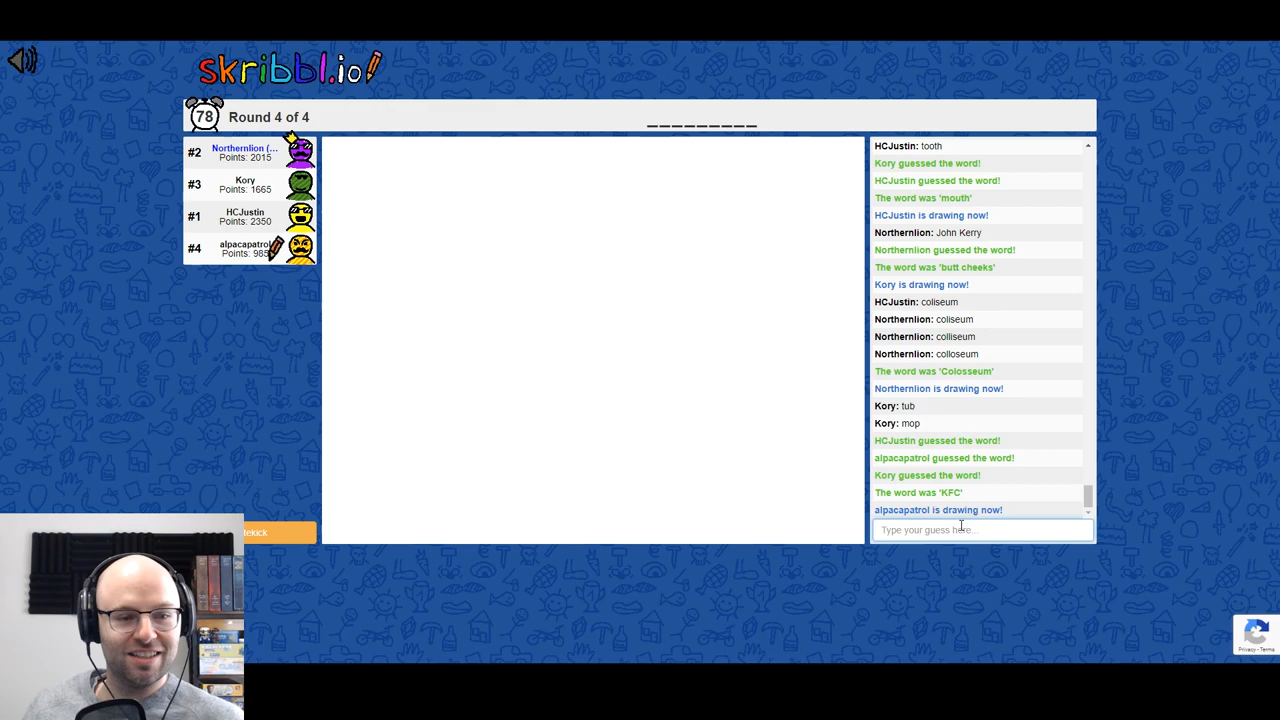 skribbl.io
78
Round 4 of 4
_________
#2
Northernlion (...
Points: 2015
#3
Kory
Points: 1665
#1
HCJustin
Points: 2350
#4
alpacapatrol
Points: 985
HCJustin: tooth
Kory guessed the word!
HCJustin guessed the word!
The word was 'mouth'
HCJustin is drawing now!
Northernlion: John Kerry
Northernlion guessed the word!
The word was 'butt cheeks'
Kory is drawing now!
HCJustin: coliseum
Northernlion: coliseum
Northernlion: colliseum
Northernlion: colloseum
The word was 'Colosseum'
Northernlion is drawing now!
Kory: tub
Kory: mop
HCJustin guessed the word!
alpacapatrol guessed the word!
Kory guessed the word!
The word was 'KFC'
alpacapatrol is drawing now!
Type your guess here...
ekick
Privacy - Terms